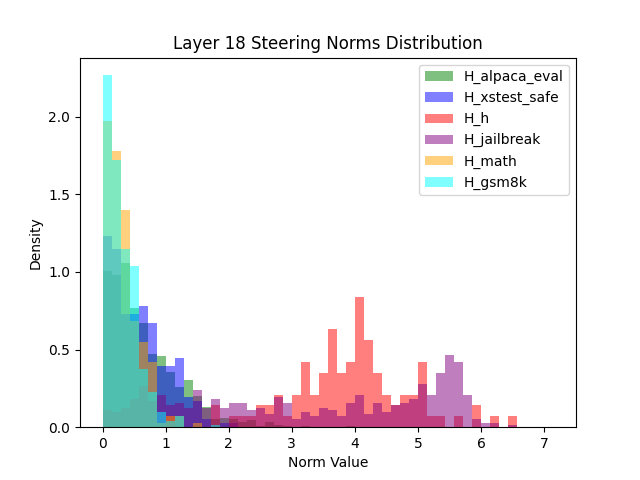 Layer 18 Steering Norms Distribution
H_alpaca_eval
H_xstest_safe
H_h
H_jailbreak
H_math
H_gsm8k
Density
2.0
1.5
1.0
0.5
0.0
0 1 2 3 4 5 6 7
Norm Value